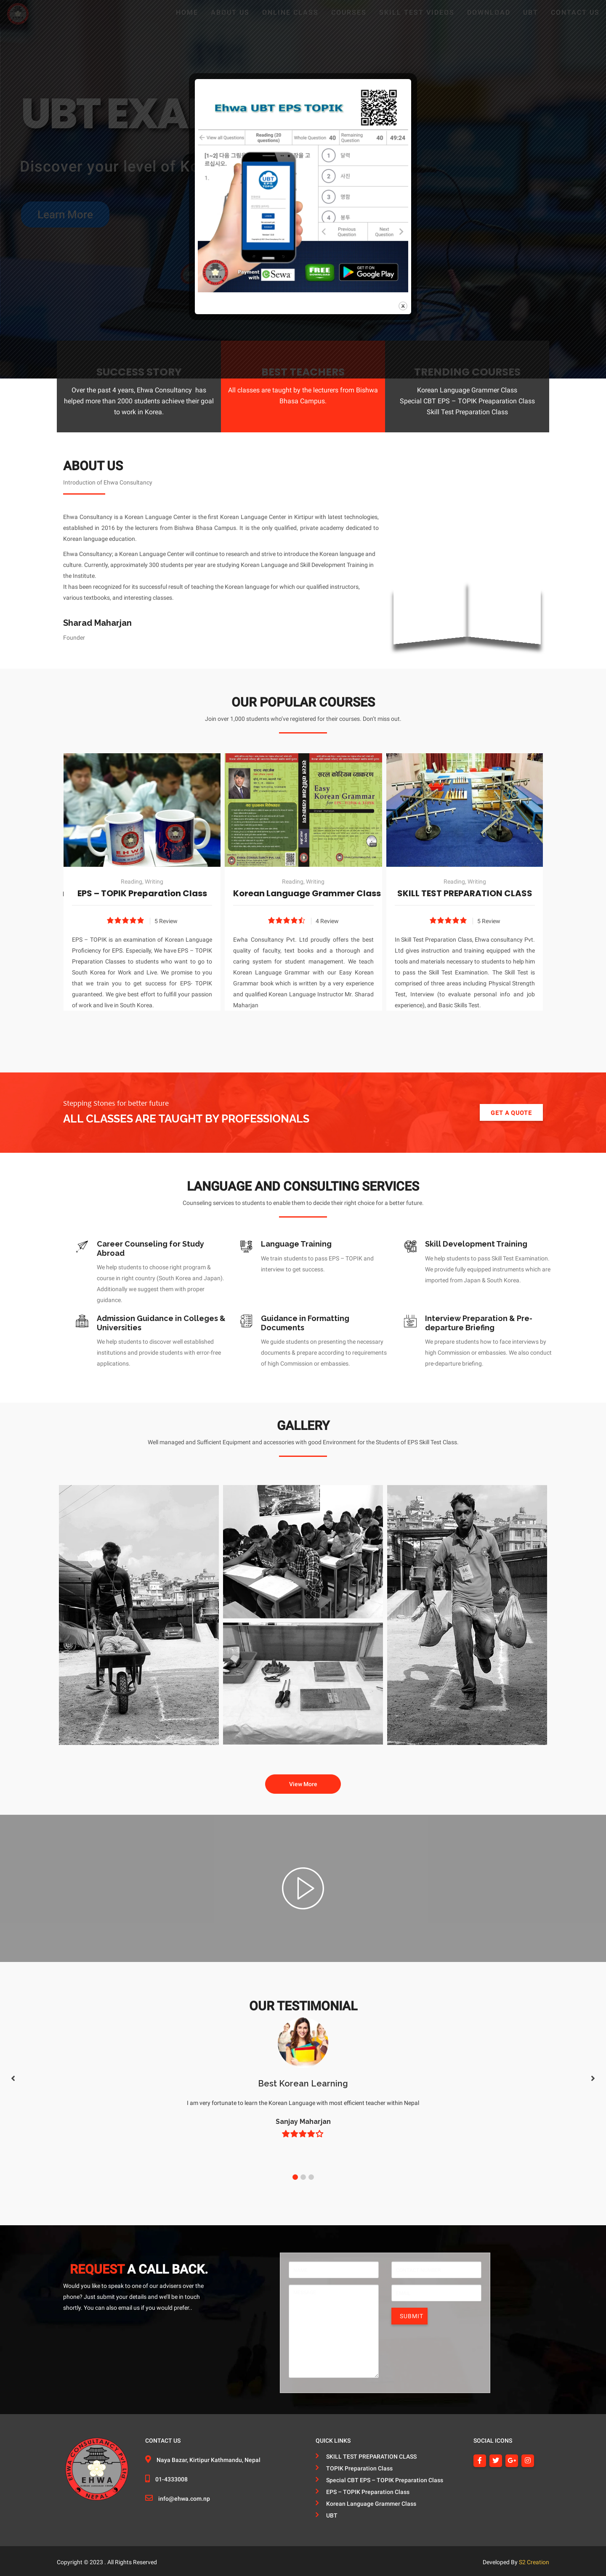 HOME ABOUT US ONLINE CLASS COURSES SKILL TEST VIDEOS DOWNLOAD UBT CONTACT US
UBT EXA
Discover your level of Ko
Learn More
Ehwa UBT EPS TOPIK
View all Questions
Reading (20 questions)
Whole Question 40
Remaining Question 40
49:24
1 달력
2 사진
3 명함
4 봉투
Previous Question
Next Question
UBT
Payment with eSewa
FREE
GET IT ON
Google Play
X
SUCCESS STORY
Over the past 4 years, Ehwa Consultancy has
helped more than 2000 students achieve their goal
to work in Korea.
BEST TEACHERS
All classes are taught by the lecturers from Bishwa
Bhasa Campus.
TRENDING COURSES
Korean Language Grammer Class
Special CBT EPS – TOPIK Preaparation Class
Skill Test Preparation Class
ABOUT US
Introduction of Ehwa Consultancy
Ehwa Consultancy is a Korean Language Center is the first Korean Language Center in Kirtipur with latest technologies,
established in 2016 by the lecturers from Bishwa Bhasa Campus. It is the only qualified, private academy dedicated to
Korean language education.
Ehwa Consultancy; a Korean Language Center will continue to research and strive to introduce the Korean language and
culture. Currently, approximately 300 students per year are studying Korean Language and Skill Development Training in
the Institute.
It has been recognized for its successful result of teaching the Korean language for which our qualified instructors,
various textbooks, and interesting classes.
Sharad Maharjan
Founder
OUR POPULAR COURSES
Join over 1,000 students who've registered for their courses. Don't miss out.
Reading, Writing
EPS – TOPIK Preparation Class
5 Review
EPS – TOPIK is an examination of Korean Language
Proficiency for EPS. Especially, We have EPS – TOPIK
Preparation Classes to students who want to go to
South Korea for Work and Live. We promise to you
that we train you to get success for EPS- TOPIK
guaranteed. We give best effort to fulfill your passion
of work and live in South Korea.
सरल कोरियन व्याकरण
Easy
Korean Grammar
Reading, Writing
Korean Language Grammer Class
4 Review
Ewha Consultancy Pvt. Ltd proudly offers the best
quality of faculty, text books and a thorough and
caring system for student management. We teach
Korean Language Grammar with our Easy Korean
Grammar book which is written by a very experience
and qualified Korean Language Instructor Mr. Sharad
Maharjan
Reading, Writing
SKILL TEST PREPARATION CLASS
5 Review
In Skill Test Preparation Class, Ehwa consultancy Pvt.
Ltd gives instruction and training equipped with the
tools and materials necessary to students to help him
to pass the Skill Test Examination. The Skill Test is
comprised of three areas including Physical Strength
Test, Interview (to evaluate personal info and job
experience), and Basic Skills Test.
Stepping Stones for better future
ALL CLASSES ARE TAUGHT BY PROFESSIONALS
GET A QUOTE
LANGUAGE AND CONSULTING SERVICES
Counseling services to students to enable them to decide their right choice for a better future.
Career Counseling for Study
Abroad
We help students to choose right program &
course in right country (South Korea and Japan).
Additionally we suggest them with proper
guidance.
Language Training
We train students to pass EPS – TOPIK and
interview to get success.
Skill Development Training
We help students to pass Skill Test Examination.
We provide fully equipped instruments which are
imported from Japan & South Korea.
Admission Guidance in Colleges &
Universities
We help students to discover well established
institutions and provide students with error-free
applications.
Guidance in Formatting
Documents
We guide students on presenting the necessary
documents & prepare according to requirements
of high Commission or embassies.
Interview Preparation & Pre-
departure Briefing
We prepare students how to face interviews by
high Commission or embassies. We also conduct
pre-departure briefing.
GALLERY
Well managed and Sufficient Equipment and accessories with good Environment for the Students of EPS Skill Test Class.
View More
OUR TESTIMONIAL
Best Korean Learning
I am very fortunate to learn the Korean Language with most efficient teacher within Nepal
Sanjay Maharjan
REQUEST A CALL BACK.
Would you like to speak to one of our advisers over the
phone? Just submit your details and we'll be in touch
shortly. You can also email us if you would prefer..
SUBMIT
EHWA CONSULTANCY PVT. LTD.
EHWA
NEPAL
CONTACT US
Naya Bazar, Kirtipur Kathmandu, Nepal
01-4333008
info@ehwa.com.np
QUICK LINKS
SKILL TEST PREPARATION CLASS
TOPIK Preparation Class
Special CBT EPS – TOPIK Preparation Class
EPS – TOPIK Preparation Class
Korean Language Grammer Class
UBT
SOCIAL ICONS
Copyright © 2023 . All Rights Reserved
Developed By S2 Creation